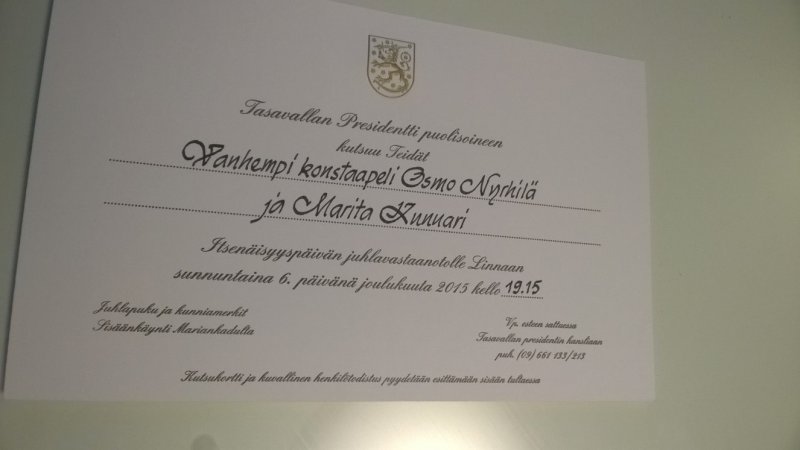 Tasavallan Presidentti puolisoineen
kutsuu Teidät
Vanhempi konstaapeli Osmo Nyrhilä
ja Marita Kunuari
Itsenäisyyspäivän juhlavastaanotolle Linnaan
sunnuntaina 6. päivänä joulukuuta 2015 kello 19.15
Juhlapuku ja kunniamerkit
Sisäänkäynti Mariankadulta
Vp. esteen sattuessa
Tasavallan presidentin kansliaan
puh. (09) 661 133/213
Kutsukortti ja kuvallinen henkilötodistus pyydetään esittämään sisään tultaessa